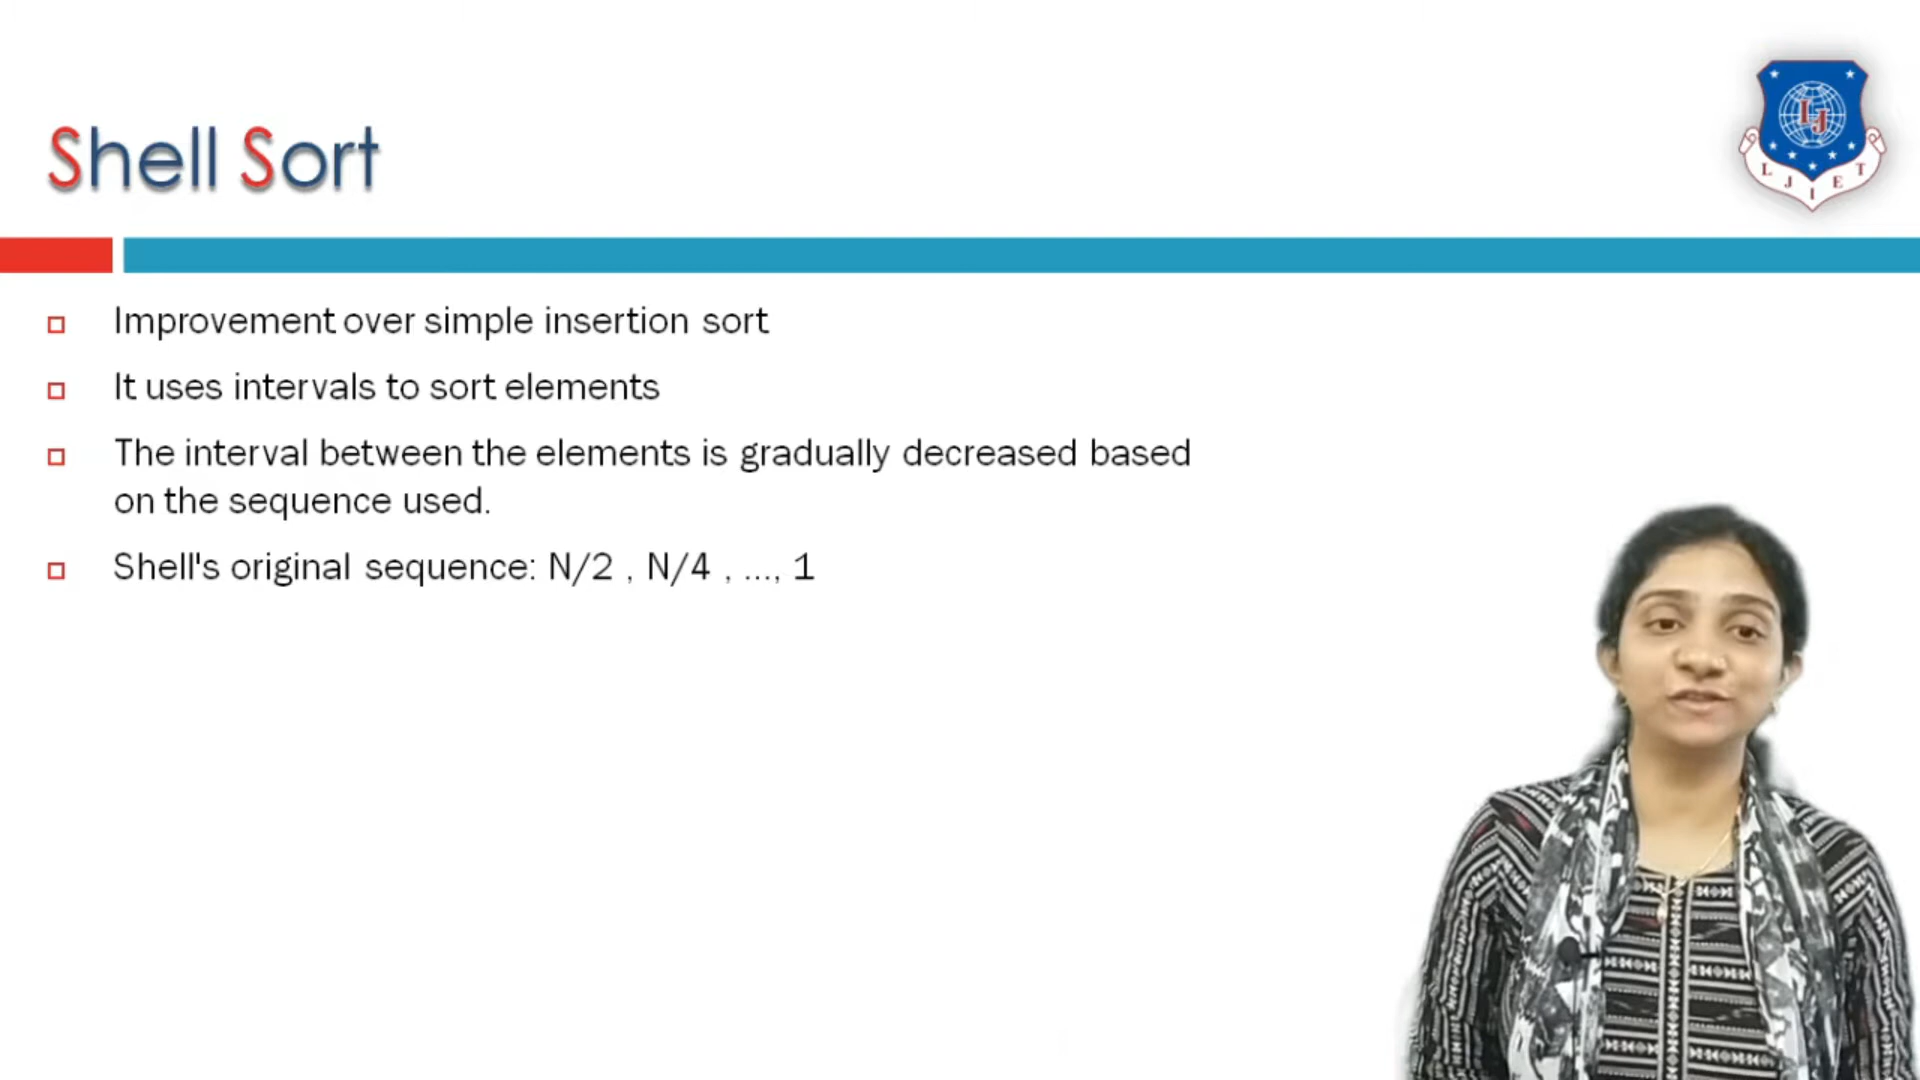 Shell Sort
LJ
L J I E T
Improvement over simple insertion sort
It uses intervals to sort elements
The interval between the elements is gradually decreased based
on the sequence used.
Shell's original sequence: N/2 , N/4 , ..., 1